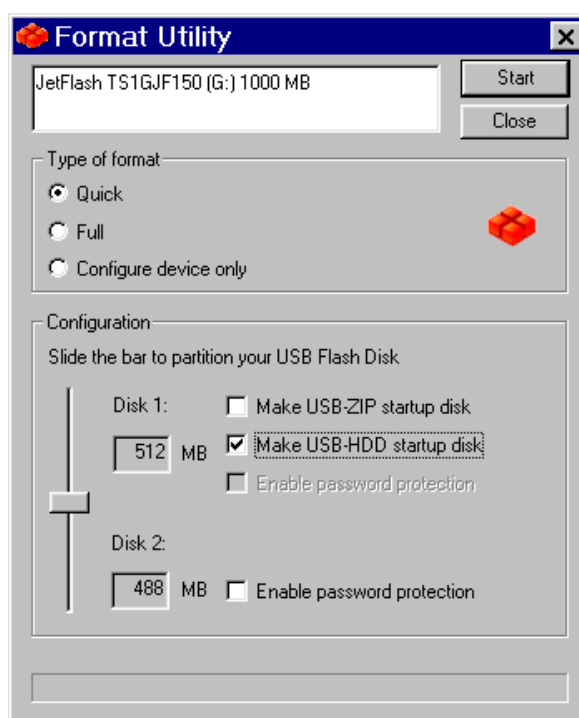 Format Utility
JetFlash TS1GJF150 (G:) 1000 MB
Start
Close
Type of format
Quick
Full
Configure device only
Configuration
Slide the bar to partition your USB Flash Disk
Disk 1:
Make USB-ZIP startup disk
512 MB
Make USB-HDD startup disk
Enable password protection
Disk 2:
488 MB
Enable password protection